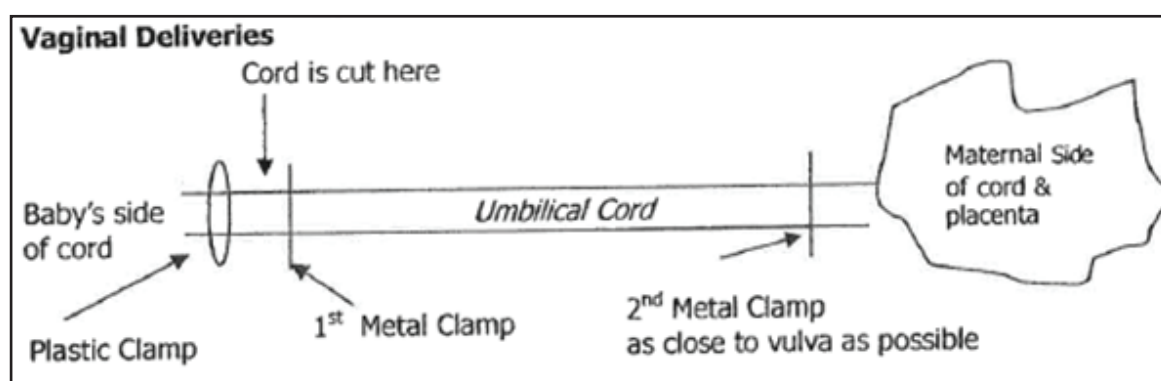 Vaginal Deliveries
Cord is cut here
Baby's side
of cord
Umbilical Cord
Maternal Side
of cord &
placenta
Plastic Clamp
1st Metal Clamp
2nd Metal Clamp
as close to vulva as possible